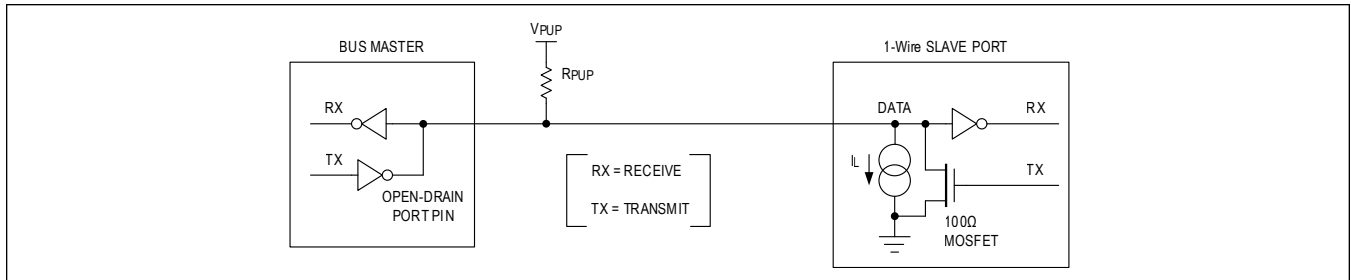 VPUP
BUS MASTER
1-Wire SLAVE PORT
RPUP
RX
DATA
RX
TX
IL
TX
RX = RECEIVE
TX = TRANSMIT
OPEN-DRAIN
PORT PIN
100Ω
MOSFET